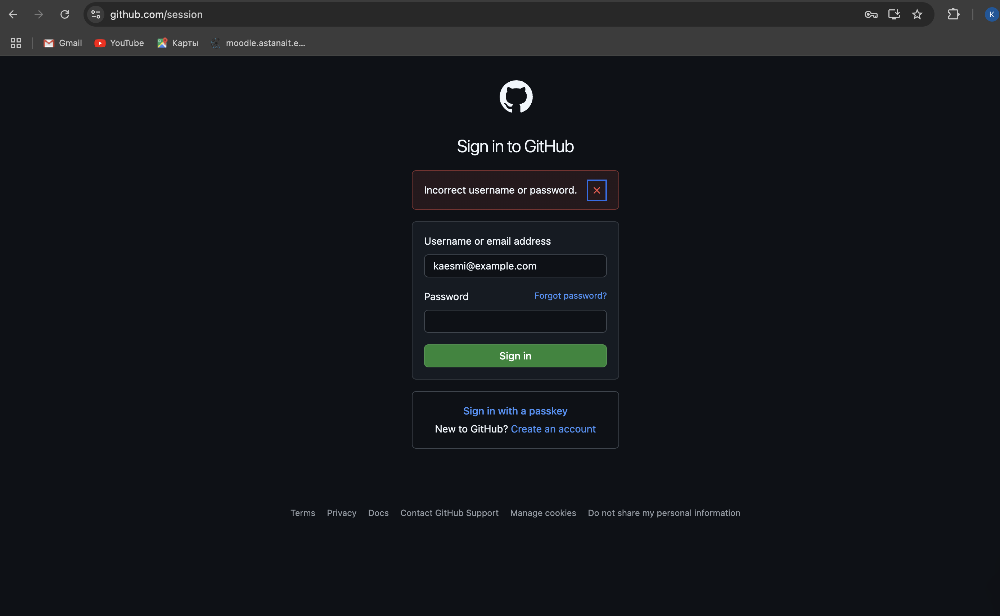 github.com/session
K
Gmail YouTube Карты moodle.astanait.e...
Sign in to GitHub
Incorrect username or password.
Username or email address
kaesmi@example.com
Password Forgot password?
Sign in
Sign in with a passkey
New to GitHub? Create an account
Terms Privacy Docs Contact GitHub Support Manage cookies Do not share my personal information